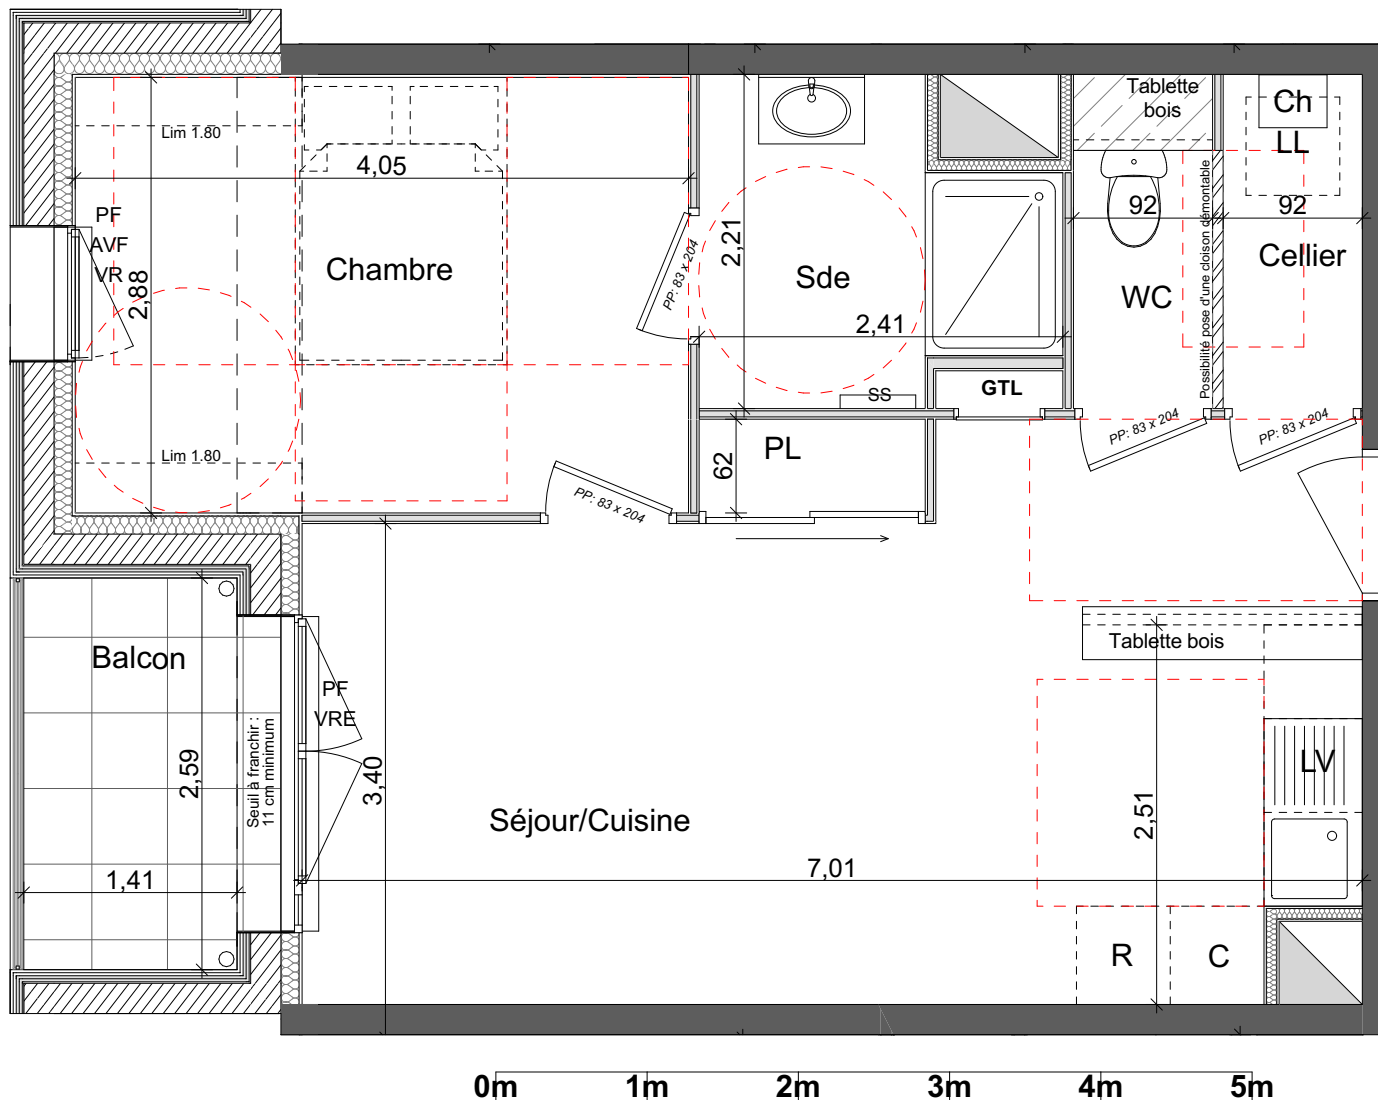 Tablette
bois
Ch
LL
Lim 1.80
4,05
PF
AVF
VR
2,88
Chambre
PP: 83 x 204
2,21
Sde
2,41
92
92
WC
Possibilité pose d'une cloison démontable
Cellier
SS
GTL
Lim 1.80
PP: 83 x 204
62
PL
PP: 83 x 204
PP: 83 x 204
Balcon
2,59
1,41
Seuil à franchir :
11 cm minimum
PF
VRE
3,40
Séjour/Cuisine
7,01
Tablette bois
2,51
LV
R
C
0m 1m 2m 3m 4m 5m